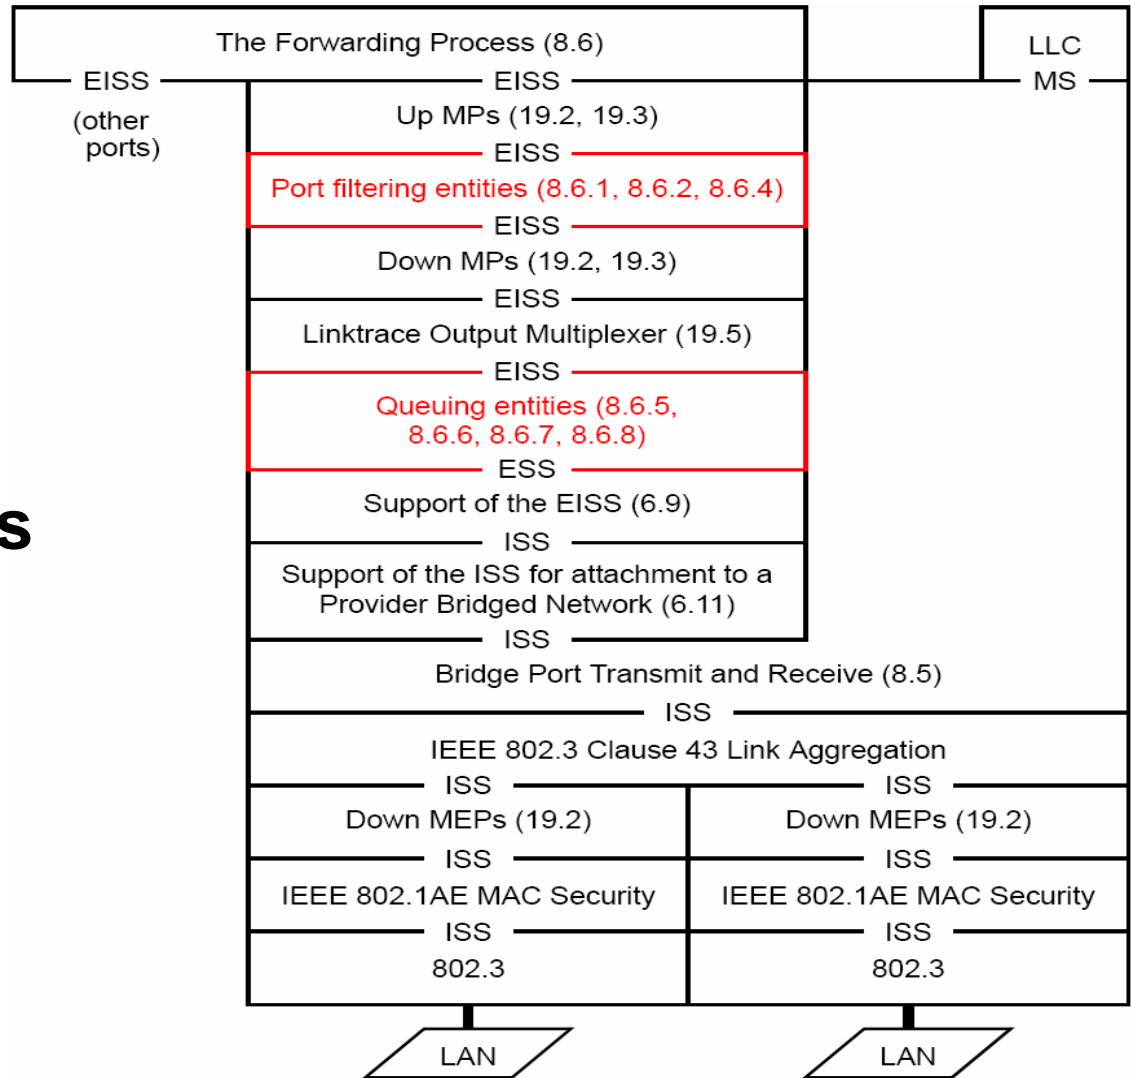 The Forwarding Process (8.6)
LLC
EISS
EISS
MS
(other
ports)
Up MPs (19.2, 19.3)
EISS
Port filtering entities (8.6.1, 8.6.2, 8.6.4)
EISS
Down MPs (19.2, 19.3)
EISS
Linktrace Output Multiplexer (19.5)
EISS
Queuing entities (8.6.5,
8.6.6, 8.6.7, 8.6.8)
ESS
Support of the EISS (6.9)
s
ISS
Support of the ISS for attachment to a
Provider Bridged Network (6.11)
ISS
Bridge Port Transmit and Receive (8.5)
ISS
IEEE 802.3 Clause 43 Link Aggregation
ISS
ISS
Down MEPs (19.2)
Down MEPs (19.2)
ISS
ISS
IEEE 802.1AE MAC Security
IEEE 802.1AE MAC Security
ISS
ISS
802.3
802.3
LAN
LAN